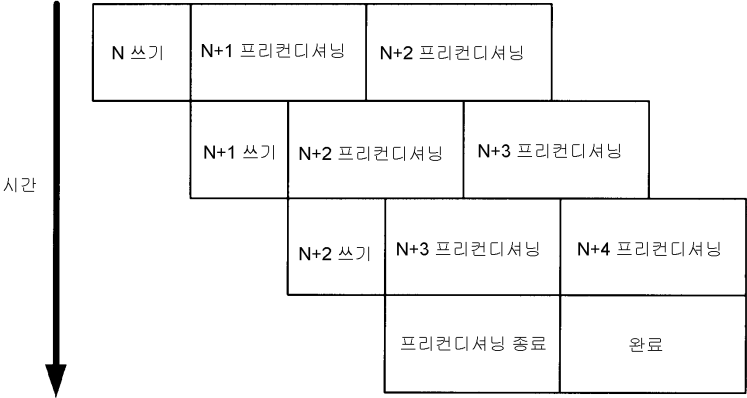 N 쓰기
N+1 프리컨디셔닝
N+2 프리컨디셔닝
N+1 쓰기
N+2 프리컨디셔닝
N+3 프리컨디셔닝
시간
N+2 쓰기
N+3 프리컨디셔닝
N+4 프리컨디셔닝
프리컨디셔닝 종료
완료